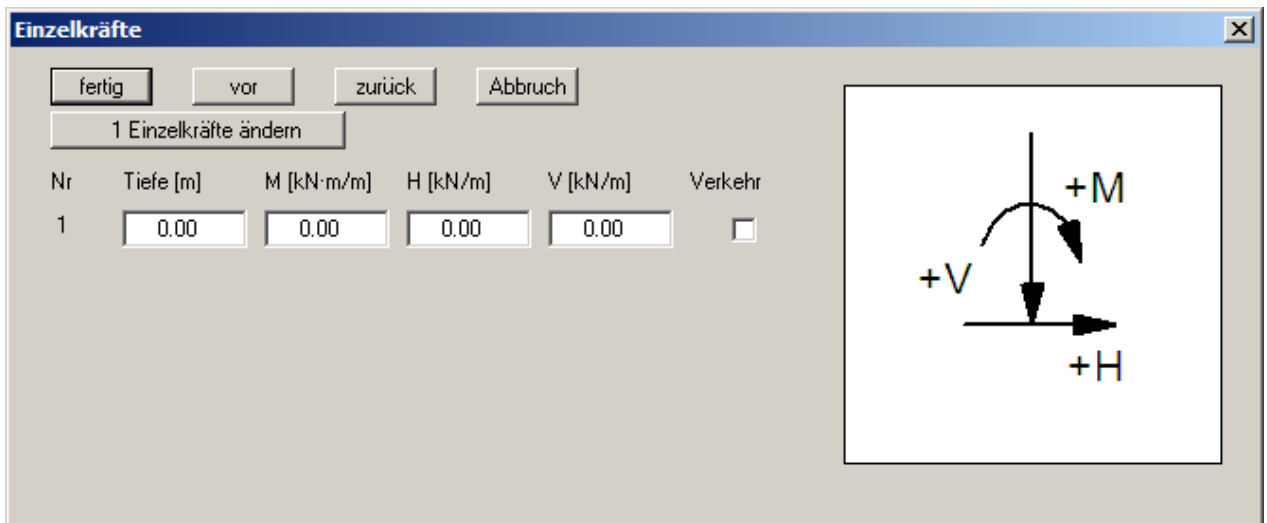 Einzelkräfte
fertig vor zurück Abbruch
1 Einzelkräfte ändern
Nr Tiefe [m] M [kN·m/m] H [kN/m] V [kN/m] Verkehr
1 0.00 0.00 0.00 0.00
+M
+V
+H